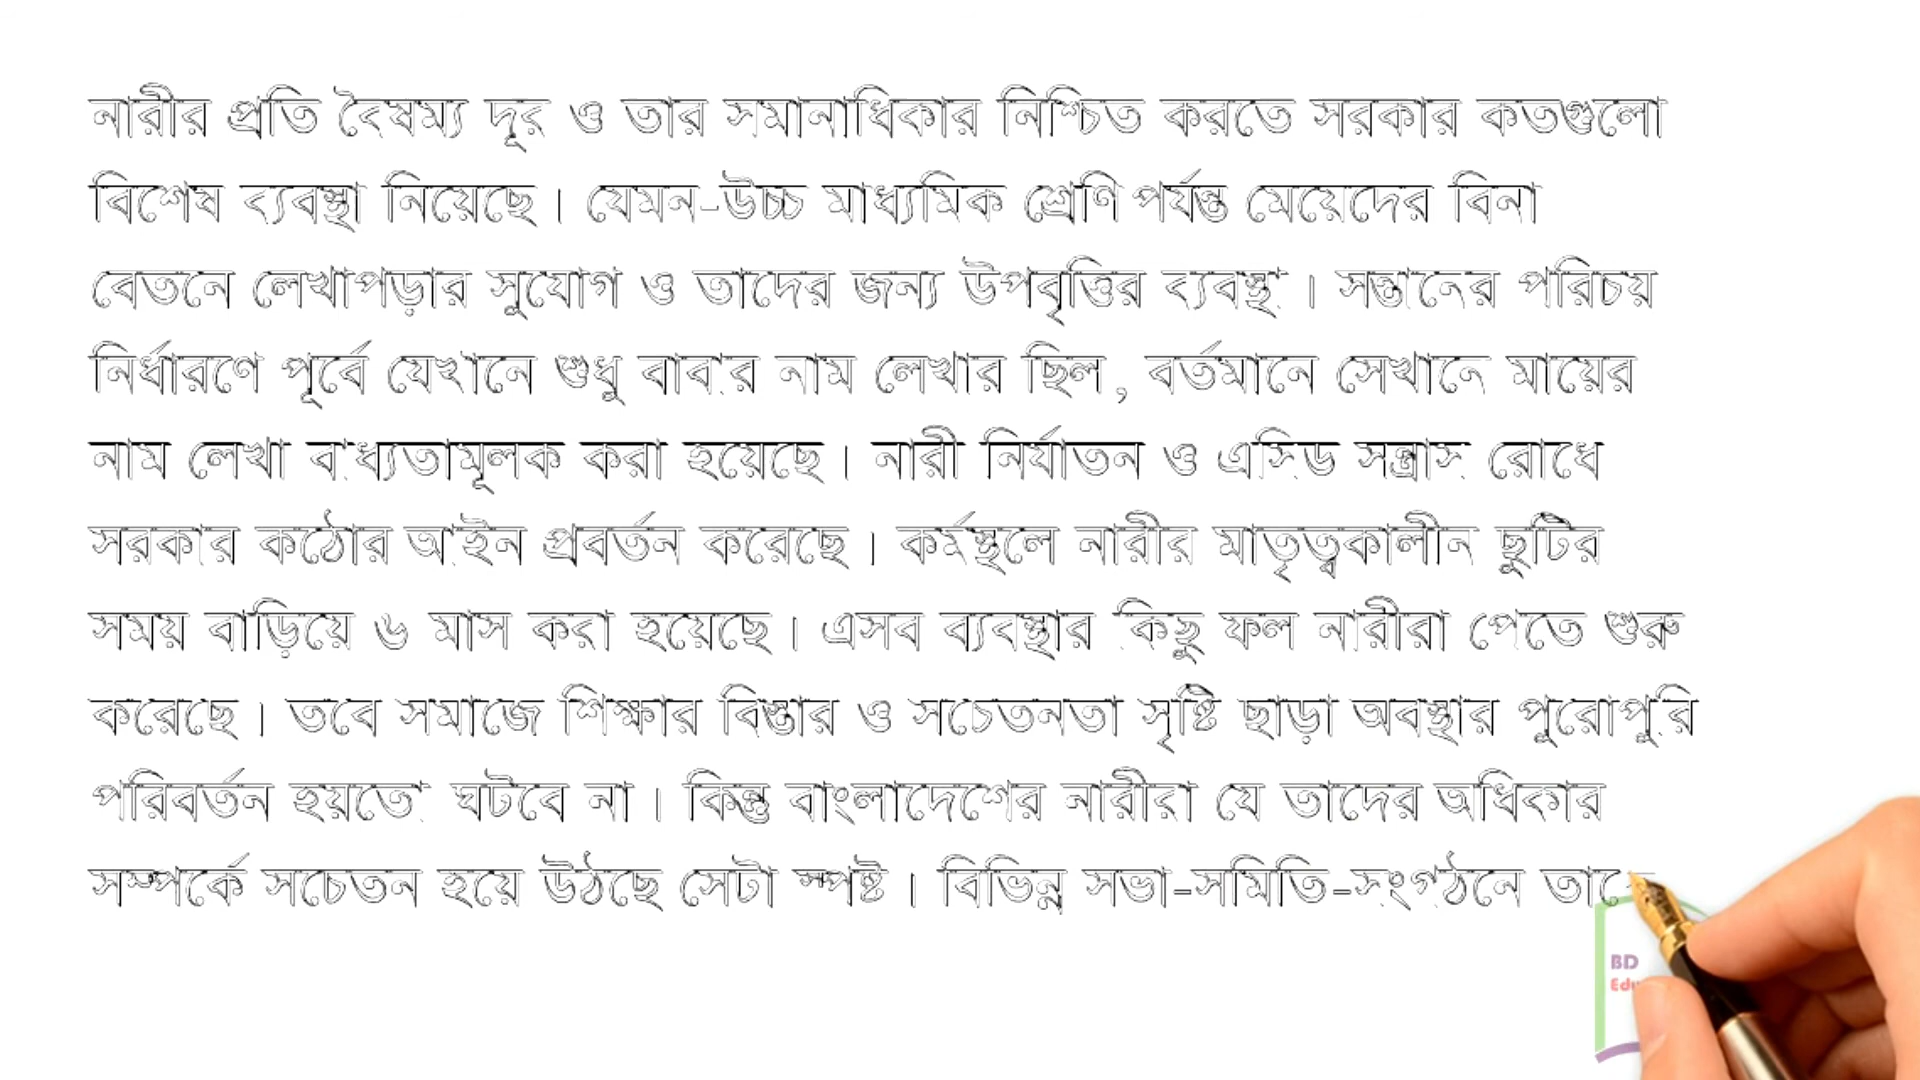 নারীর প্রতি বৈষম্য দূর ও তার সমানাধিকার নিশ্চিত করতে সরকার কতগুলো
বিশেষ ব্যবস্থা নিয়েছে। যেমন-উচ্চ মাধ্যমিক শ্রেণি পর্যন্ত মেয়েদের বিনা
বেতনে লেখাপড়ার সুযোগ ও তাদের জন্য উপবৃত্তির ব্যবস্থা । সন্তানের পরিচয়
নির্ধারণে পূর্বে যেখানে শুধু বাবার নাম লেখার ছিল , বর্তমানে সেখানে মায়ের
নাম লেখা বাধ্যতামূলক করা হয়েছে। নারী নির্যাতন ও এসিড সন্ত্রাস রোধে
সরকার কঠোর আইন প্রবর্তন করেছে। কর্মস্থলে নারীর মাতৃত্বকালীন ছুটির
সময় বাড়িয়ে ৬ মাস করা হয়েছে। এসব ব্যবস্থার কিছু ফল নারীরা পেতে শুরু
করেছে। তবে সমাজে শিক্ষার বিস্তার ও সচেতনতা সৃষ্টি ছাড়া অবস্থার পুরোপুরি
পরিবর্তন হয়তো ঘটবে না। কিন্তু বাংলাদেশের নারীরা যে তাদের অধিকার
সম্পর্কে সচেতন হয়ে উঠছে সেটা স্পষ্ট। বিভিন্ন সভা-সমিতি-সংগঠনে
BD